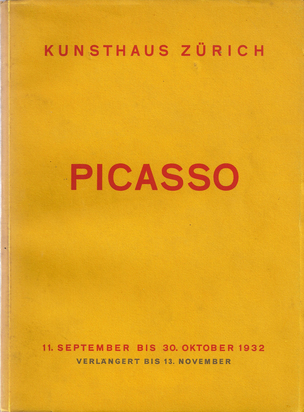 KUNSTHAUS ZÜRICH
PICASSO
11. SEPTEMBER BIS 30. OKTOBER 1932
VERLÄNGERT BIS 13. NOVEMBER